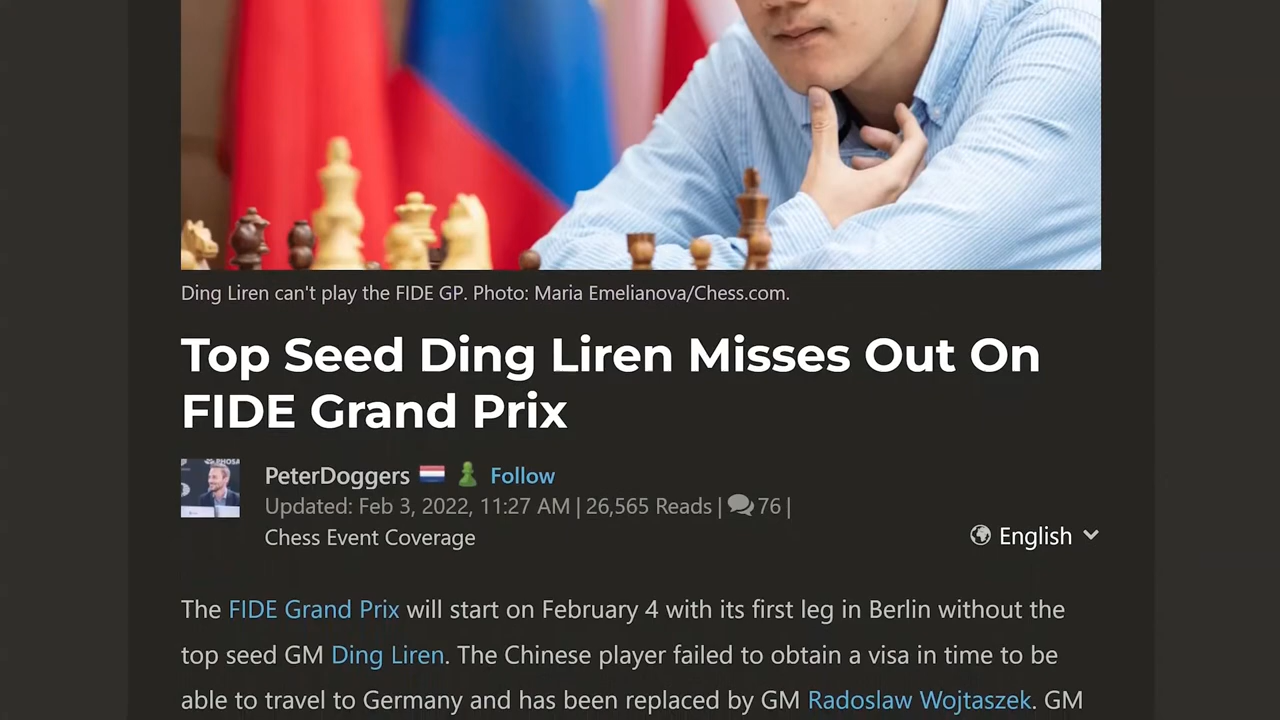 Ding Liren can't play the FIDE GP. Photo: Maria Emelianova/Chess.com.
Top Seed Ding Liren Misses Out On
FIDE Grand Prix
PeterDoggers Follow
Updated: Feb 3, 2022, 11:27 AM | 26,565 Reads | 76 |
Chess Event Coverage
English
The FIDE Grand Prix will start on February 4 with its first leg in Berlin without the
top seed GM Ding Liren. The Chinese player failed to obtain a visa in time to be
able to travel to Germany and has been replaced by GM Radoslaw Wojtaszek. GM